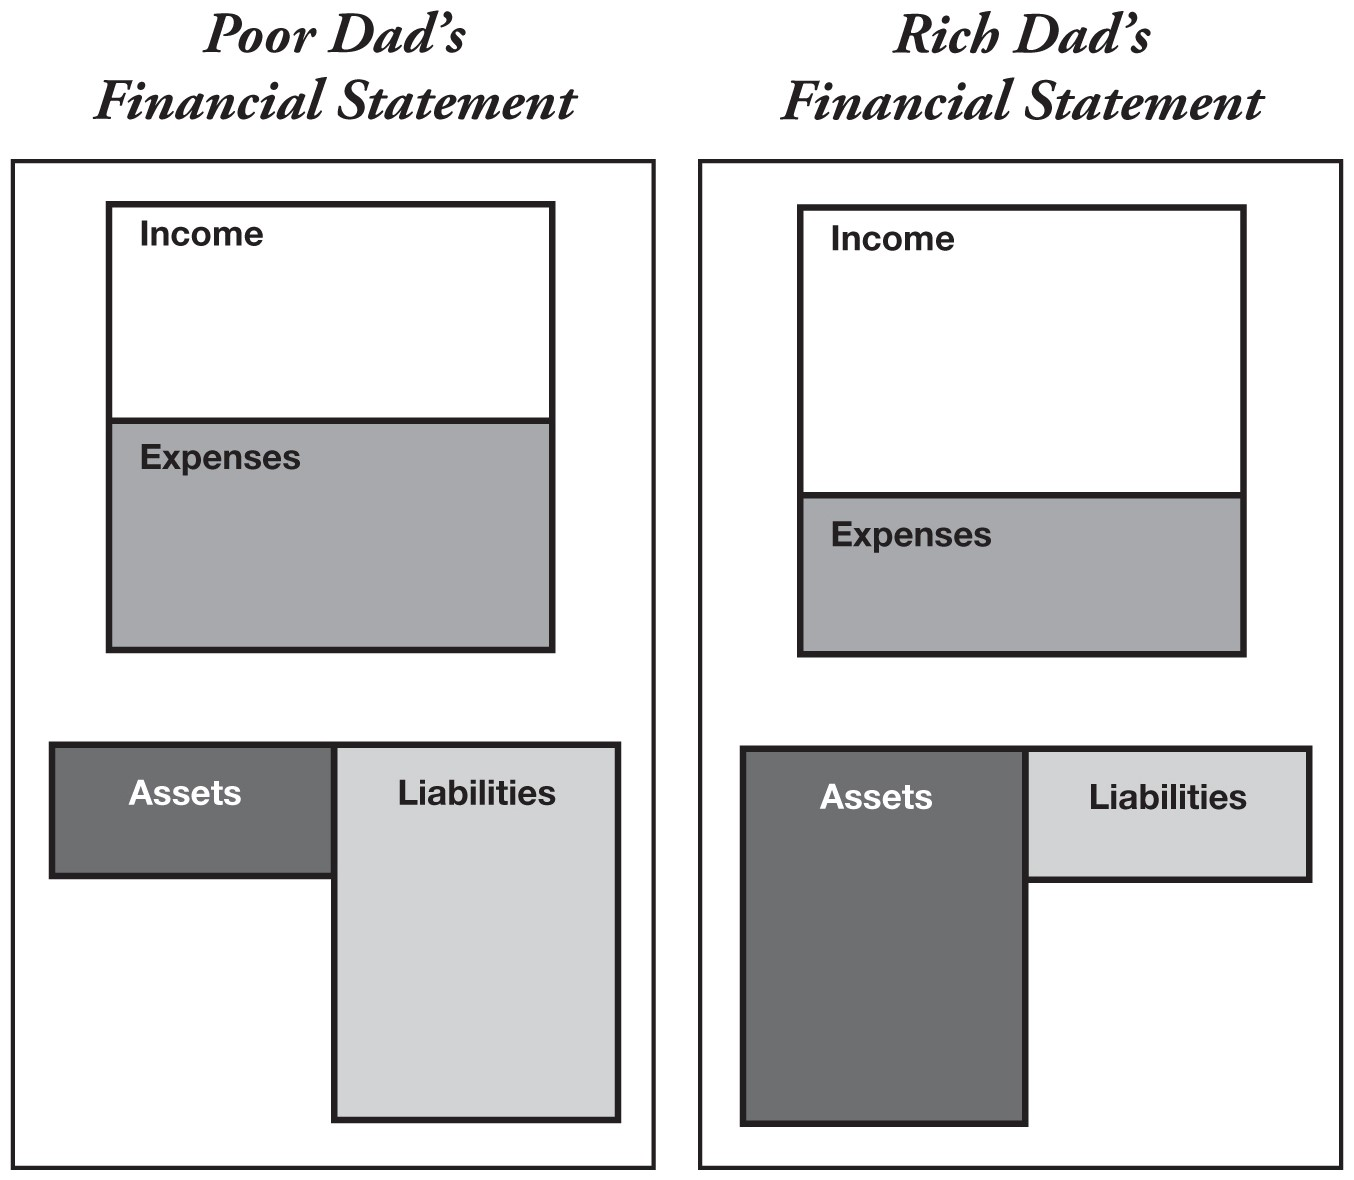 Poor Dad’s
Financial Statement
Income
Expenses
Assets
Liabilities
Rich Dad’s
Financial Statement
Income
Expenses
Assets
Liabilities